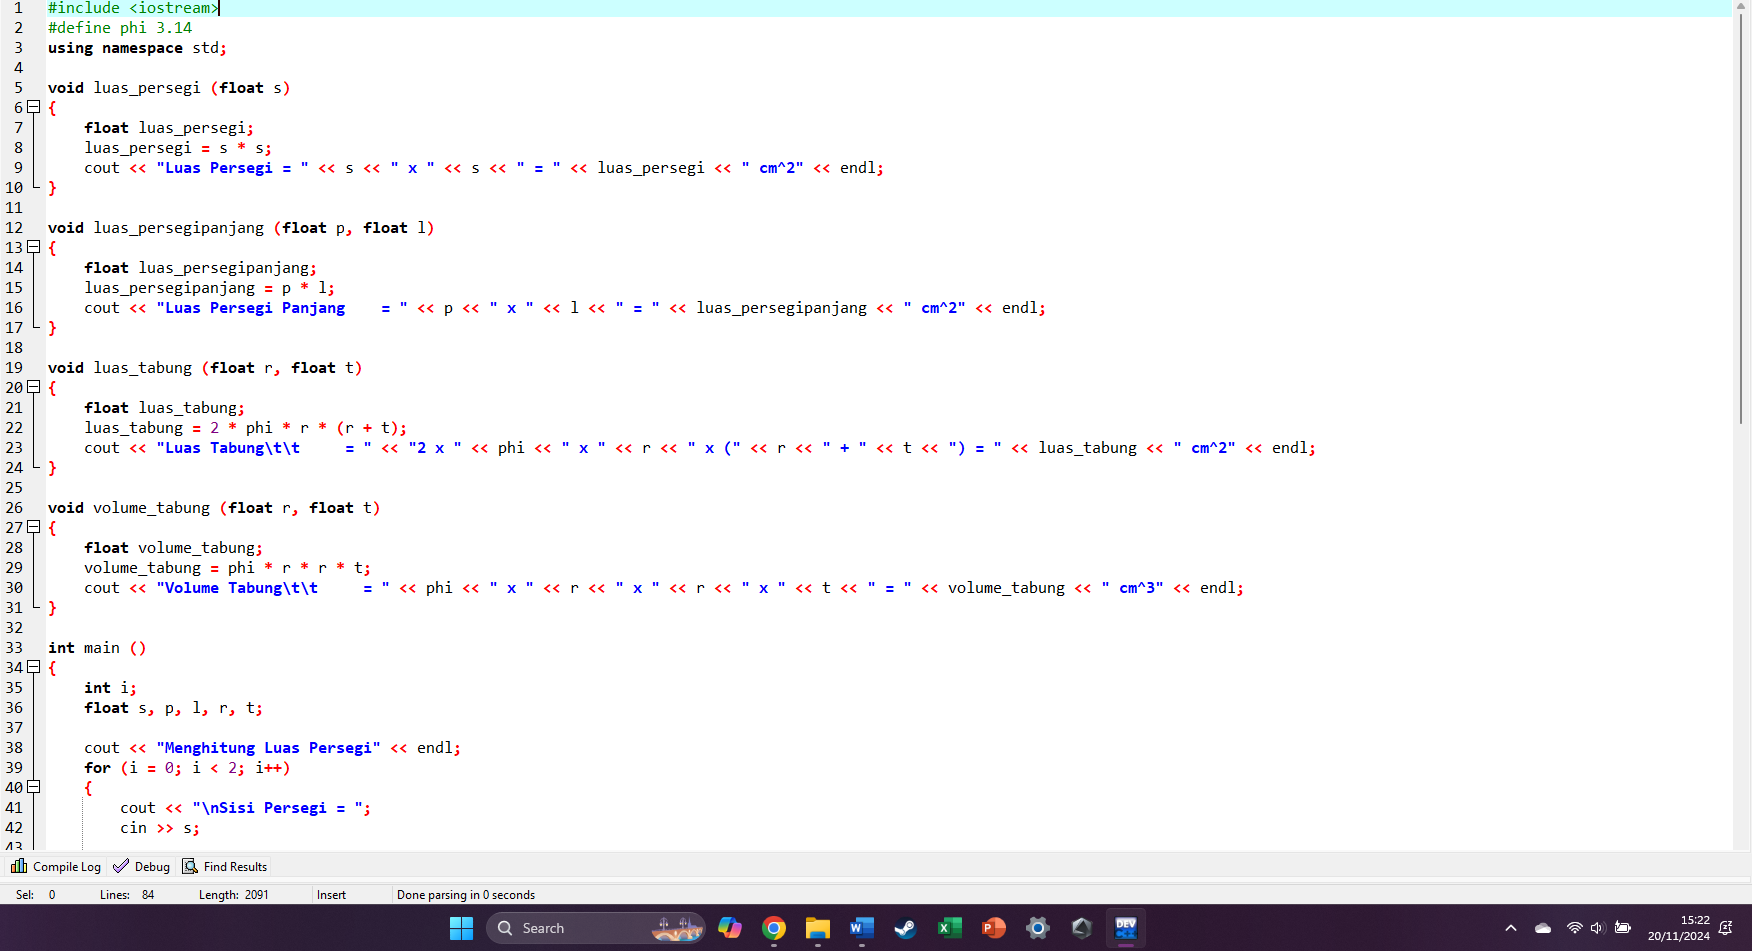 1 #include <iostream>
2 #define phi 3.14
3 using namespace std;
4
5 void luas_persegi (float s)
6 {
7 float luas_persegi;
8 luas_persegi = s * s;
9 cout << "Luas Persegi = " << s << " x " << s << " = " << luas_persegi << " cm^2" << endl;
10 }
11
12 void luas_persegipanjang (float p, float l)
13 {
14 float luas_persegipanjang;
15 luas_persegipanjang = p * l;
16 cout << "Luas Persegi Panjang    = " << p << " x " << l << " = " << luas_persegipanjang << " cm^2" << endl;
17 }
18
19 void luas_tabung (float r, float t)
20 {
21 float luas_tabung;
22 luas_tabung = 2 * phi * r * (r + t);
23 cout << "Luas Tabung\t\t     = " << "2 x " << phi << " x " << r << " x (" << r << " + " << t << ") = " << luas_tabung << " cm^2" << endl;
24 }
25
26 void volume_tabung (float r, float t)
27 {
28 float volume_tabung;
29 volume_tabung = phi * r * r * t;
30 cout << "Volume Tabung\t\t     = " << phi << " x " << r << " x " << r << " x " << t << " = " << volume_tabung << " cm^3" << endl;
31 }
32
33 int main ()
34 {
35 int i;
36 float s, p, l, r, t;
37
38 cout << "Menghitung Luas Persegi" << endl;
39 for (i = 0; i < 2; i++)
40 {
41 cout << "\nSisi Persegi = ";
42 cin >> s;
43
Compile Log Debug Find Results
Sel: 0 Lines: 84 Length: 2091 Insert Done parsing in 0 seconds
Search
W X P DEV
15:22
20/11/2024